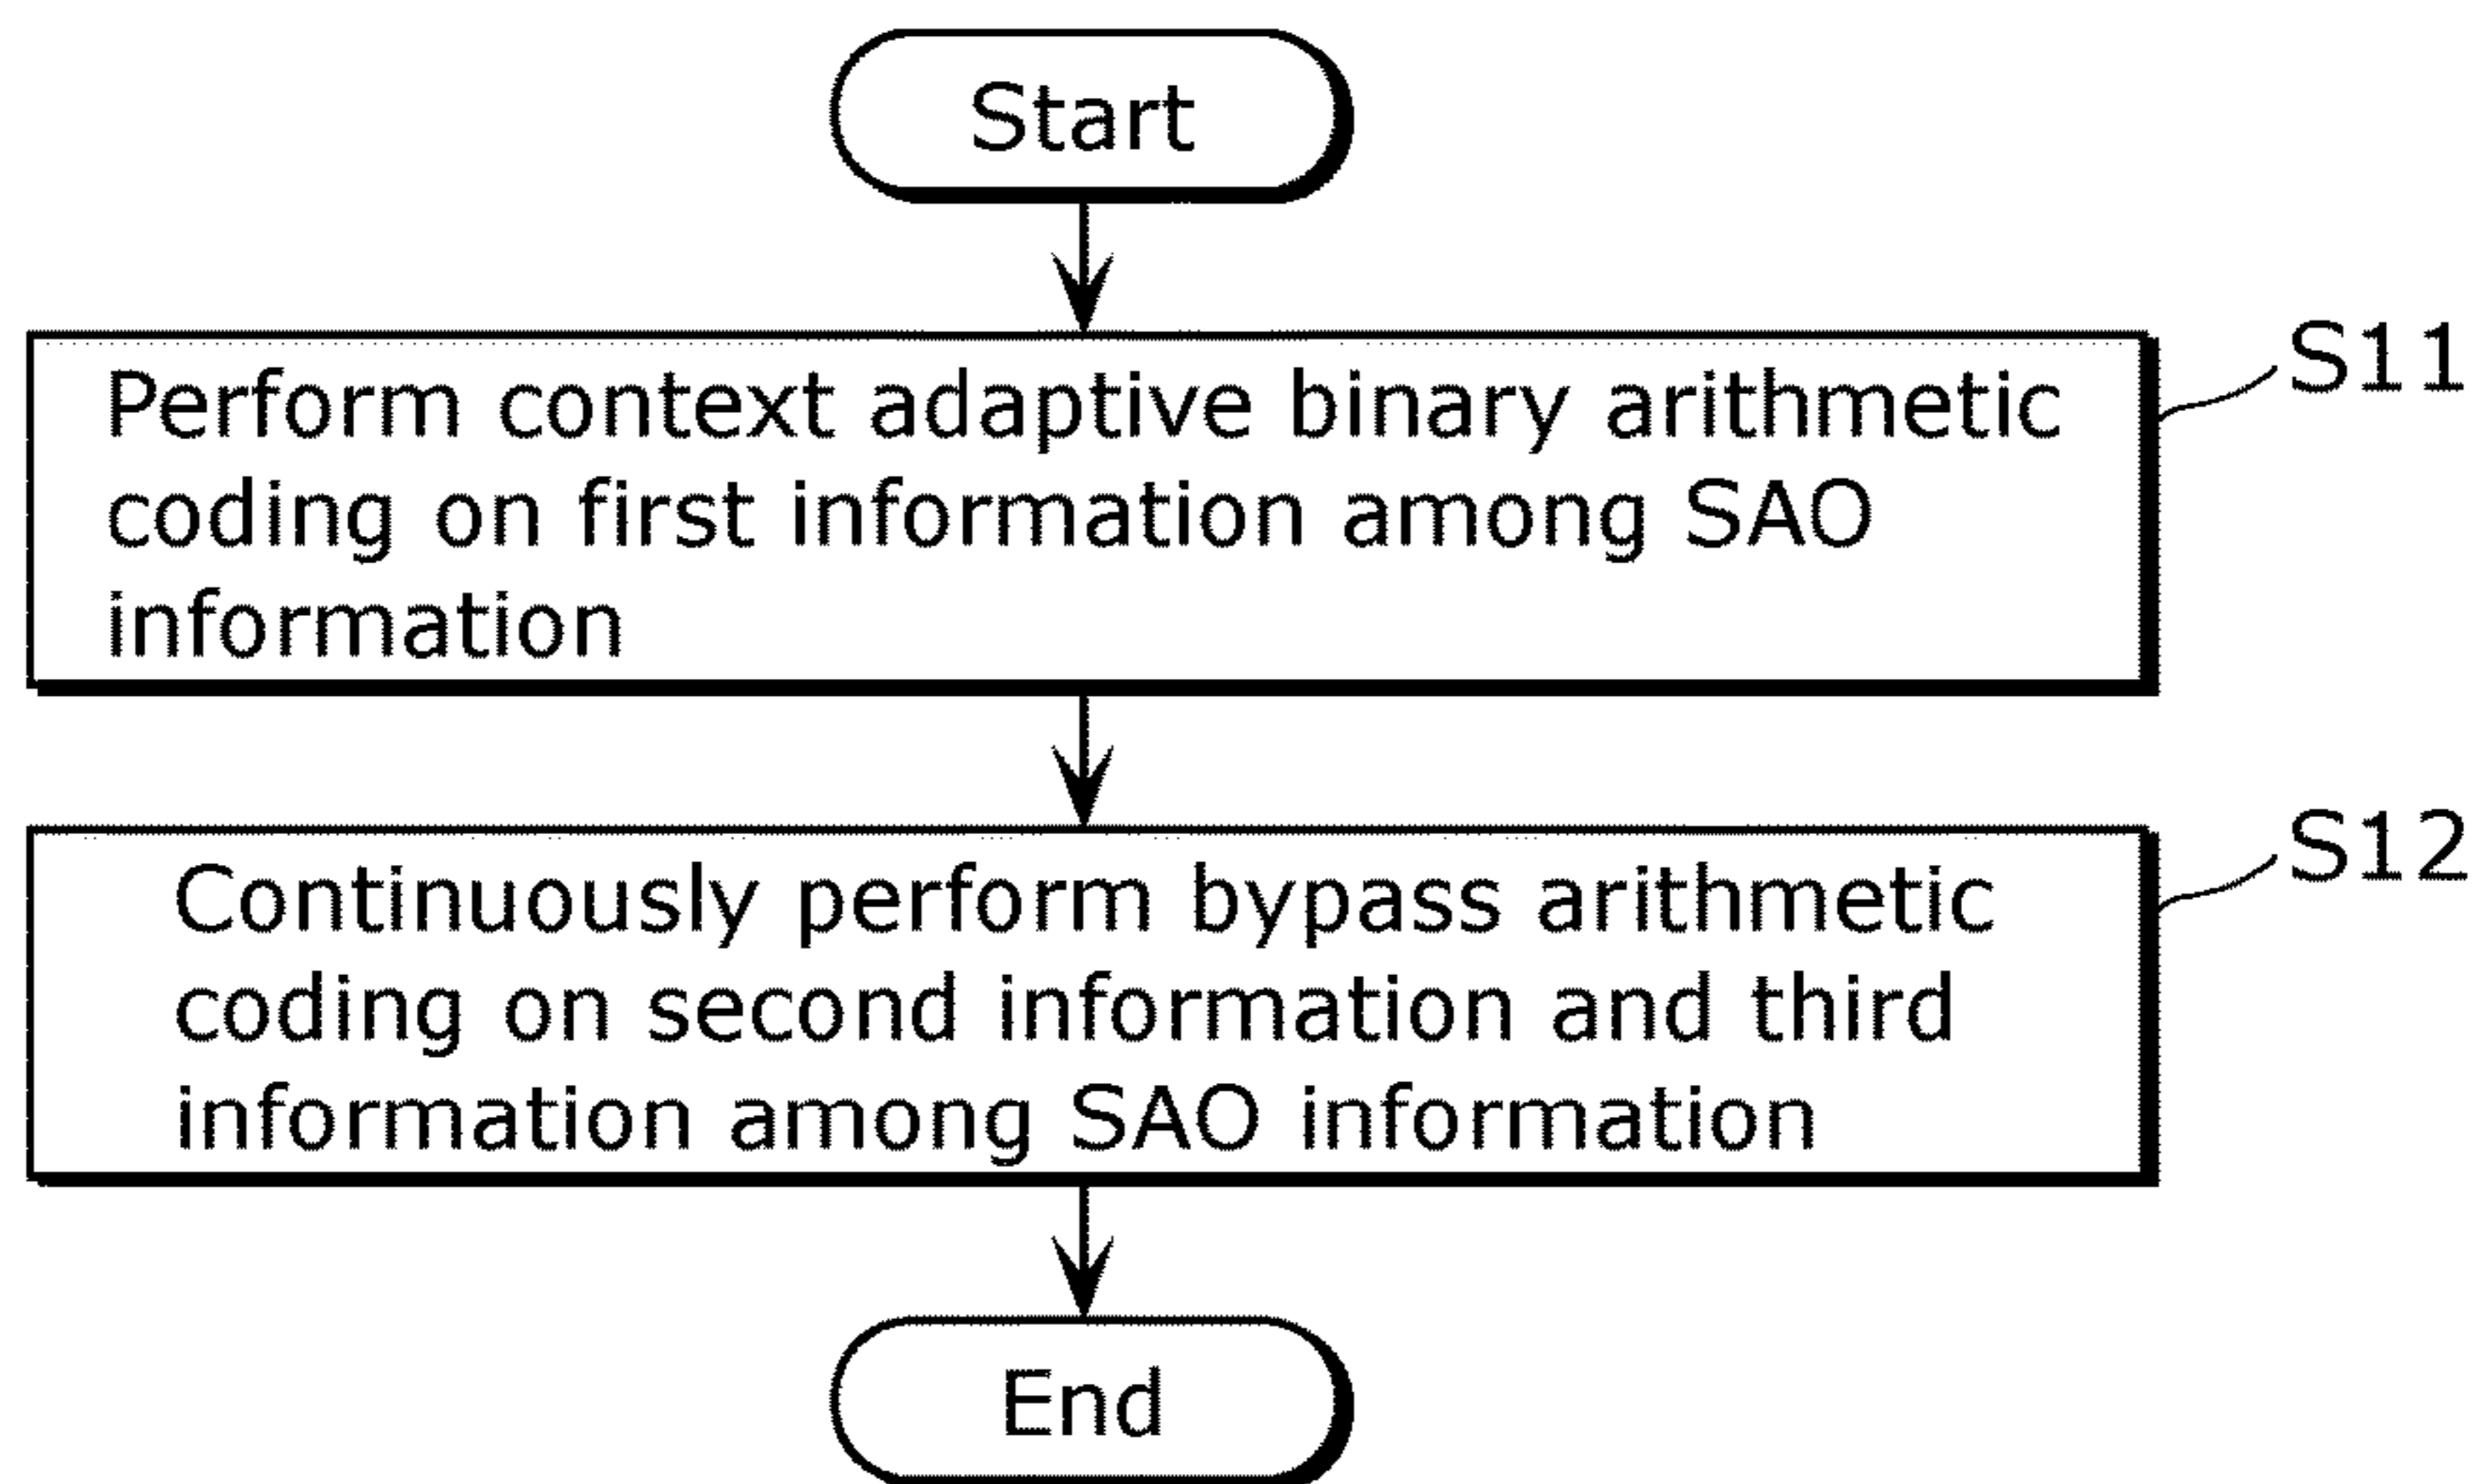 Start
Perform context adaptive binary arithmetic
coding on first information among SAO
information
S11
Continuously perform bypass arithmetic
coding on second information and third
information among SAO information
S12
End